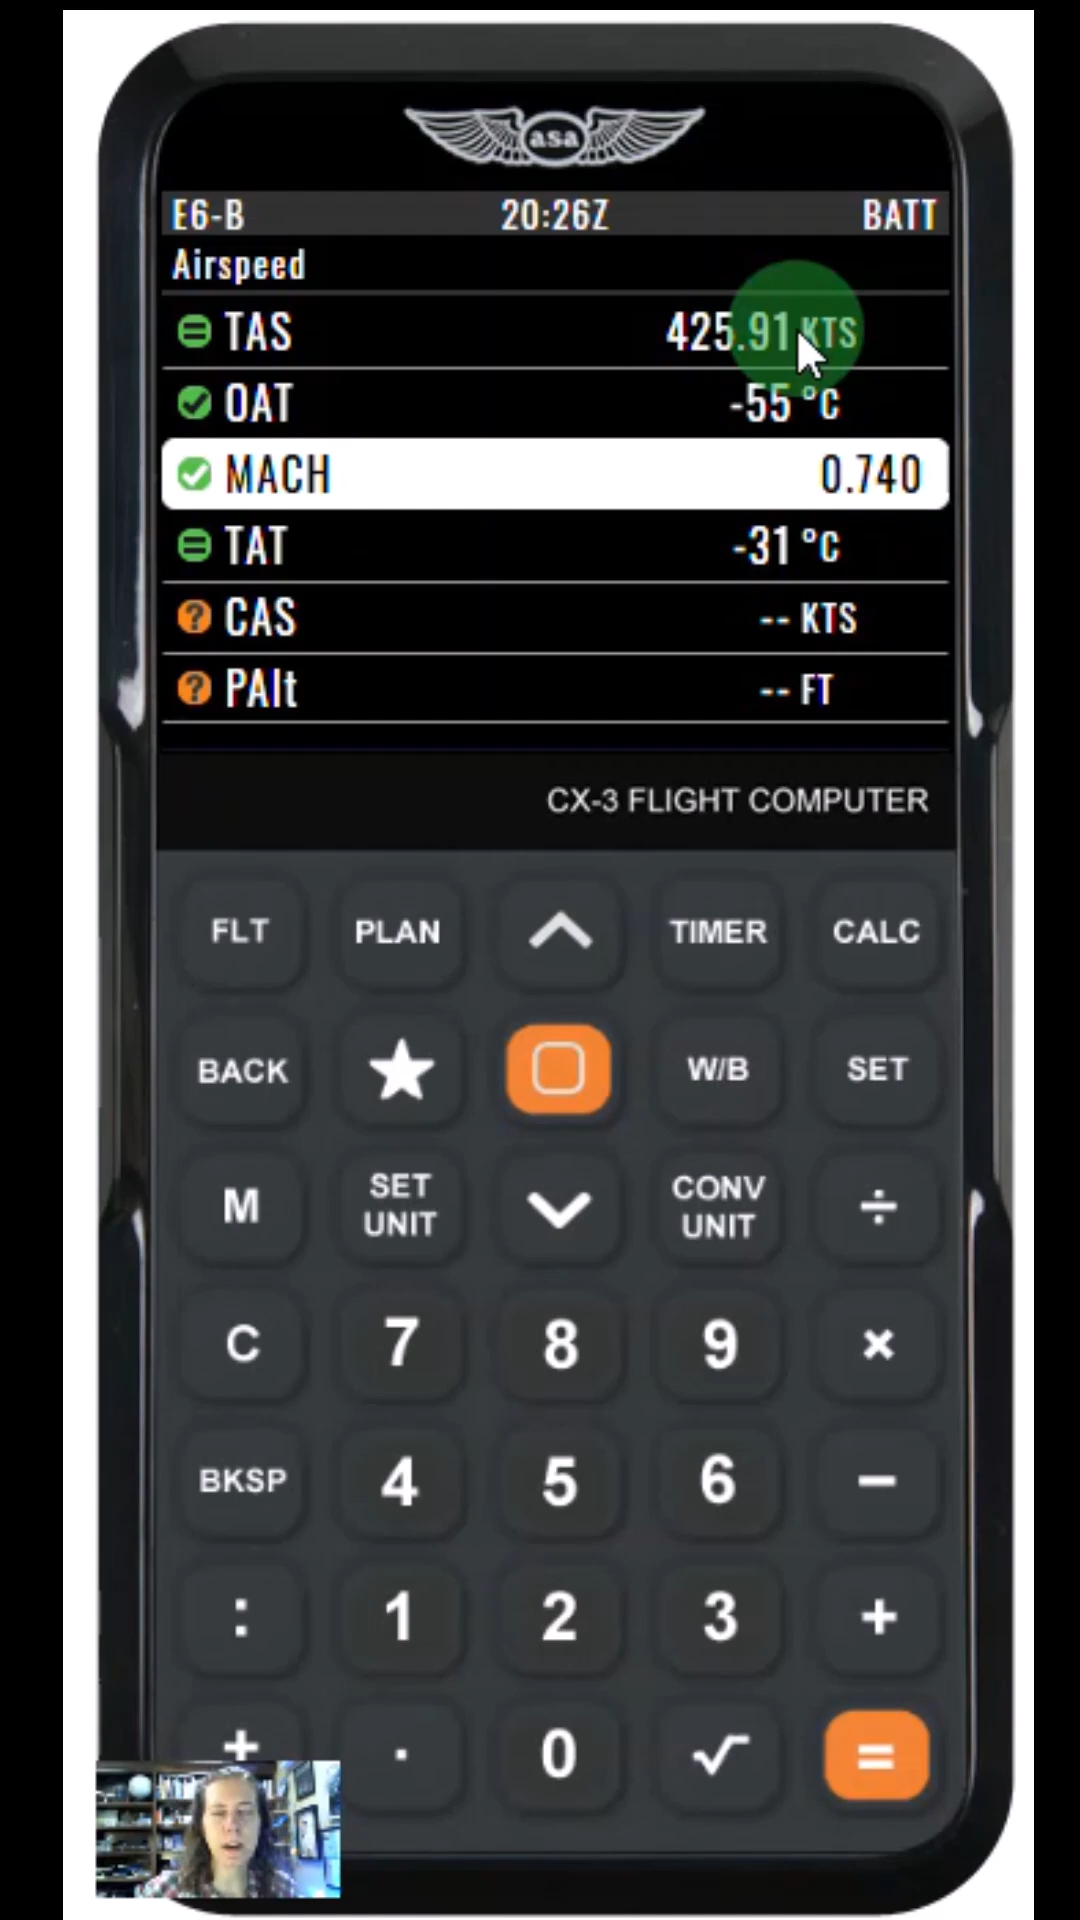 asa
E6-B 20:26Z BATT
Airspeed
TAS 425.91 KTS
OAT -55 °C
MACH 0.740
TAT -31 °C
CAS -- KTS
PAlt -- FT
CX-3 FLIGHT COMPUTER
FLT PLAN TIMER CALC
BACK W/B SET
M SET UNIT CONV UNIT ÷
C 7 8 9 ×
BKSP 4 5 6 −
: 1 2 3 +
. 0 √ =